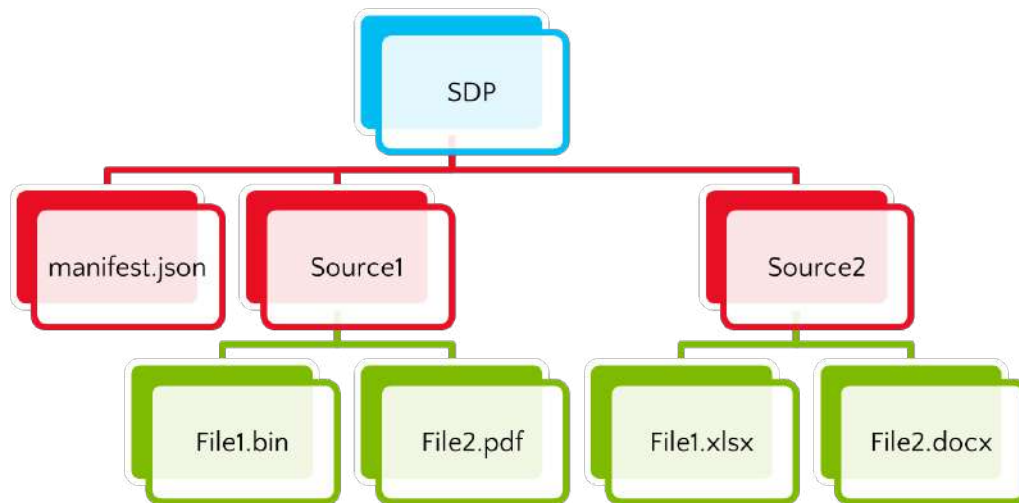 SDP
manifest.json
Source1
Source2
File1.bin
File2.pdf
File1.xlsx
File2.docx